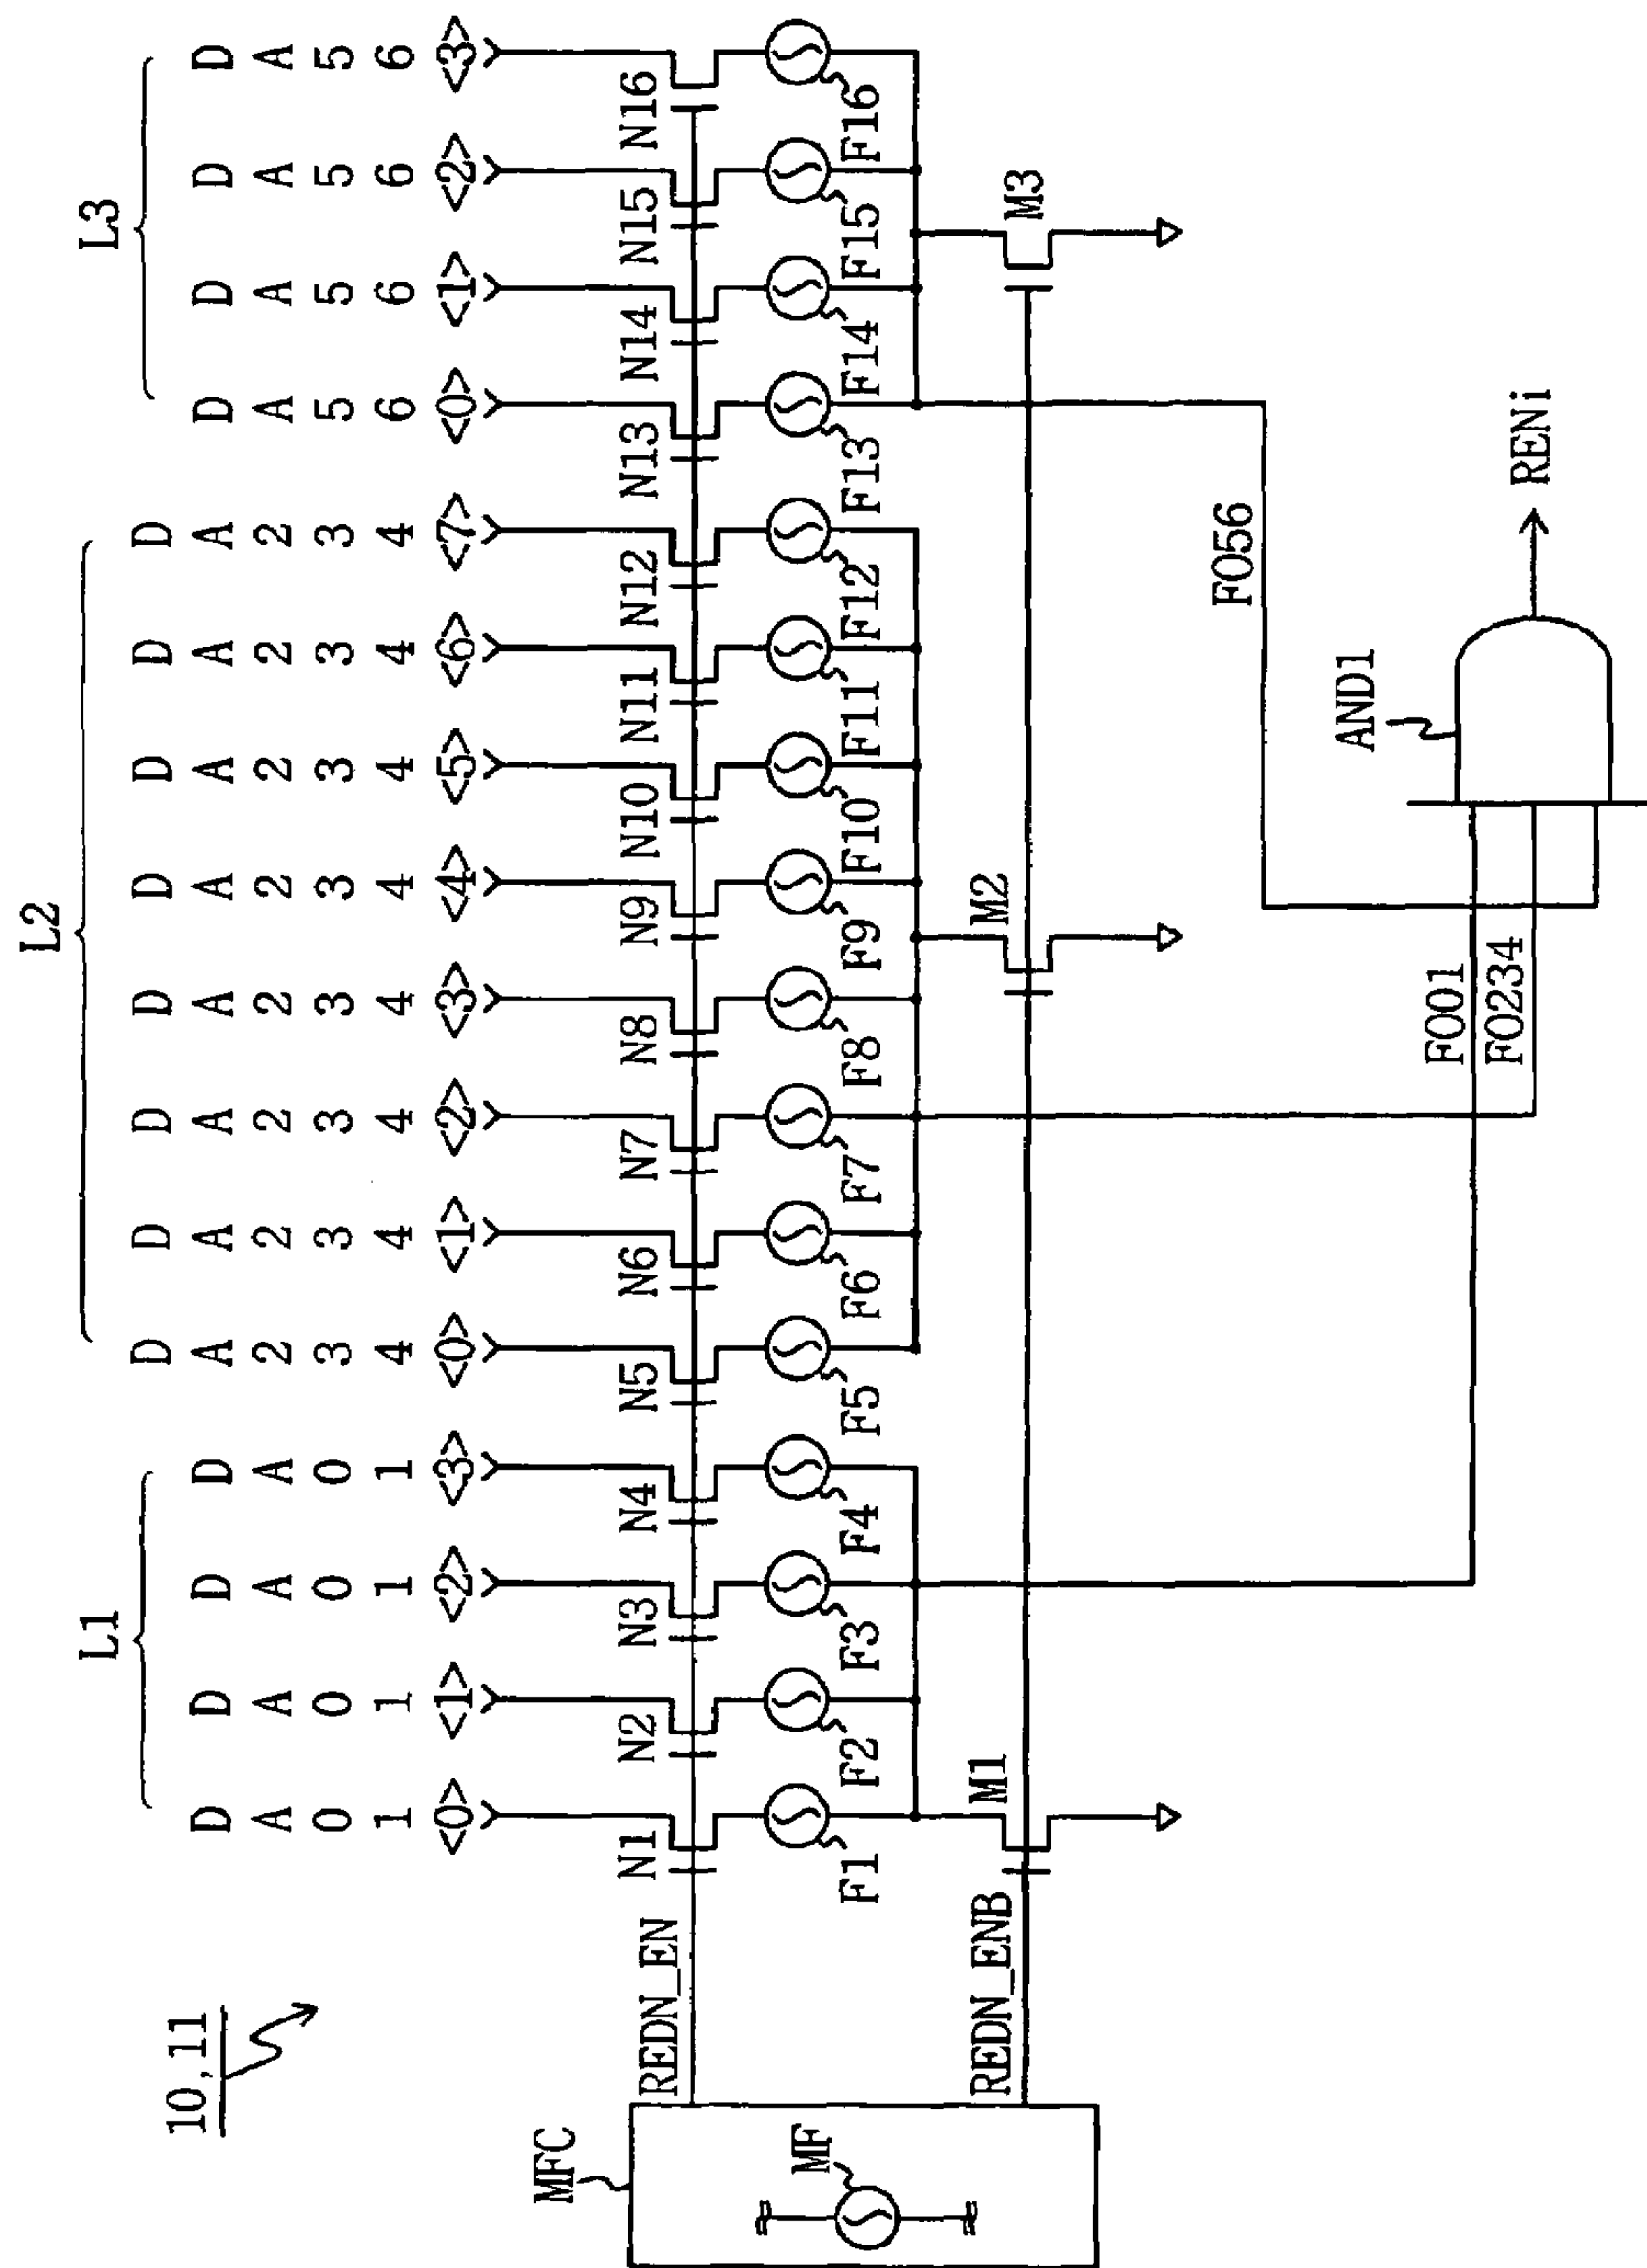 10, 11
L1
L2
L3
DA01<0>
DA01<1>
DA01<2>
DA01<3>
DA234<0>
DA234<1>
DA234<2>
DA234<3>
DA234<4>
DA234<5>
DA234<6>
DA234<7>
DA56<0>
DA56<1>
DA56<2>
DA56<3>
MFC
MF
REDN_EN
N1
N2
N3
N4
N5
N6
N7
N8
N9
N10
N11
N12
N13
N14
N15
N16
F1
F2
F3
F4
F5
F6
F7
F8
F9
F10
F11
F12
F13
F14
F15
F16
REDN_ENB
M1
M2
M3
FO01
FO234
FO56
AND1
RENi